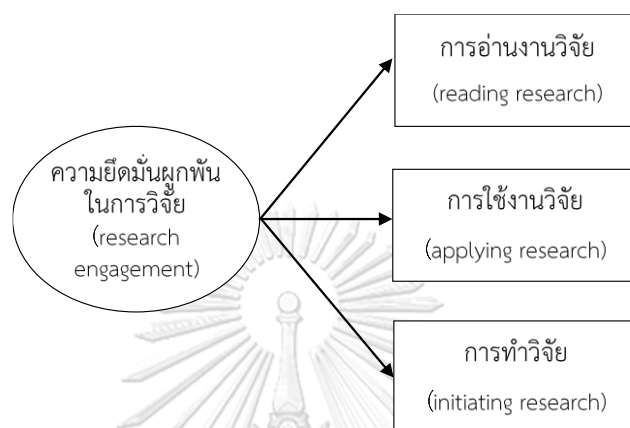 ความยึดมั่นผูกพัน
ในการวิจัย
(research
engagement)
การอ่านงานวิจัย
(reading research)
การใช้งานวิจัย
(applying research)
การทำวิจัย
(initiating research)